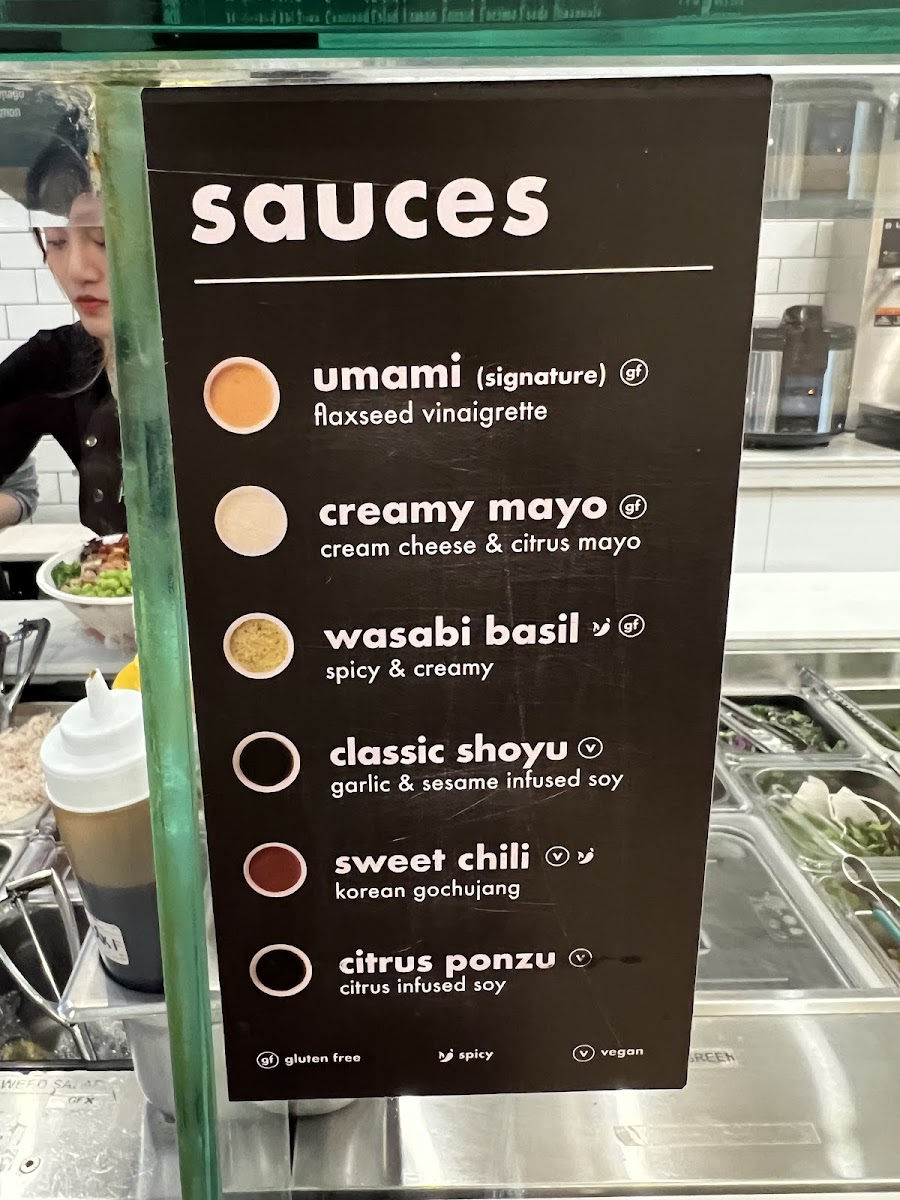 sauces
umami (signature) gf
flaxseed vinaigrette
creamy mayo gf
cream cheese & citrus mayo
wasabi basil gf
spicy & creamy
classic shoyu v
garlic & sesame infused soy
sweet chili v
korean gochujang
citrus ponzu v
citrus infused soy
gf gluten free spicy v vegan
GFX